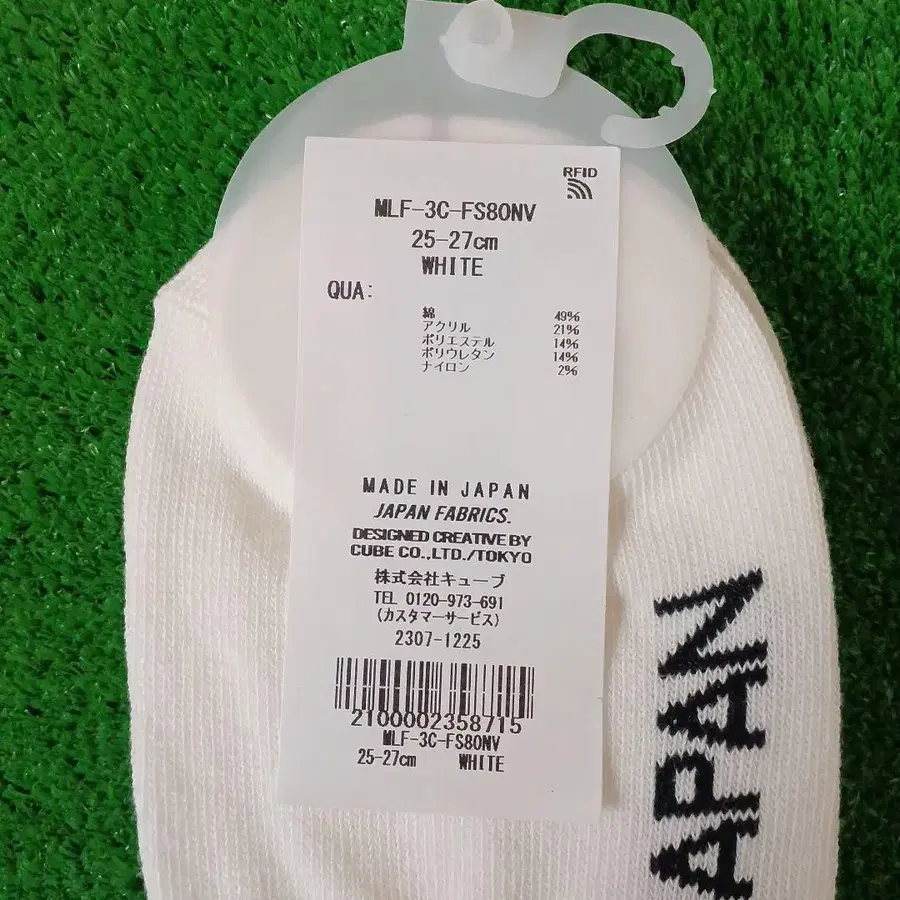 RFID
MLF-3C-FS80NV
25-27cm
WHITE
QUA:
綿 49%
アクリル 21%
ポリエステル 14%
ポリウレタン 14%
ナイロン 2%
MADE IN JAPAN
JAPAN FABRICS.
DESIGNED CREATIVE BY
CUBE CO.,LTD./TOKYO
株式会社キューブ
TEL 0120-973-691
(カスタマーサービス)
2307-1225
2100002358715
MLF-3C-FS80NV
25-27cm WHITE
APAN